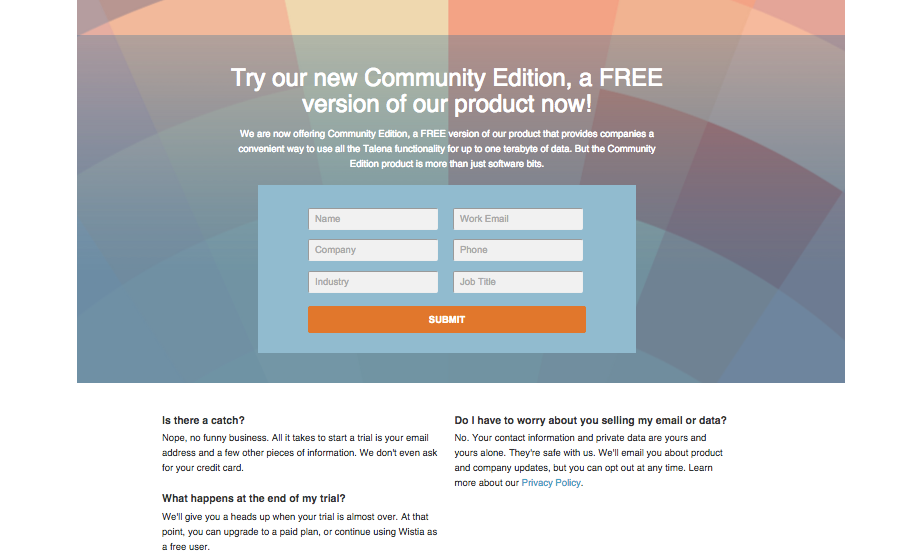 Try our new Community Edition, a FREE
version of our product now!
We are now offering Community Edition, a FREE version of our product that provides companies a
convenient way to use all the Talena functionality for up to one terabyte of data. But the Community
Edition product is more than just software bits.
Name
Work Email
Company
Phone
Industry
Job Title
SUBMIT
Is there a catch?
Nope, no funny business. All it takes to start a trial is your email
address and a few other pieces of information. We don't even ask
for your credit card.
What happens at the end of my trial?
We'll give you a heads up when your trial is almost over. At that
point, you can upgrade to a paid plan, or continue using Wistia as
a free user.
Do I have to worry about you selling my email or data?
No. Your contact information and private data are yours and
yours alone. They're safe with us. We'll email you about product
and company updates, but you can opt out at any time. Learn
more about our Privacy Policy.